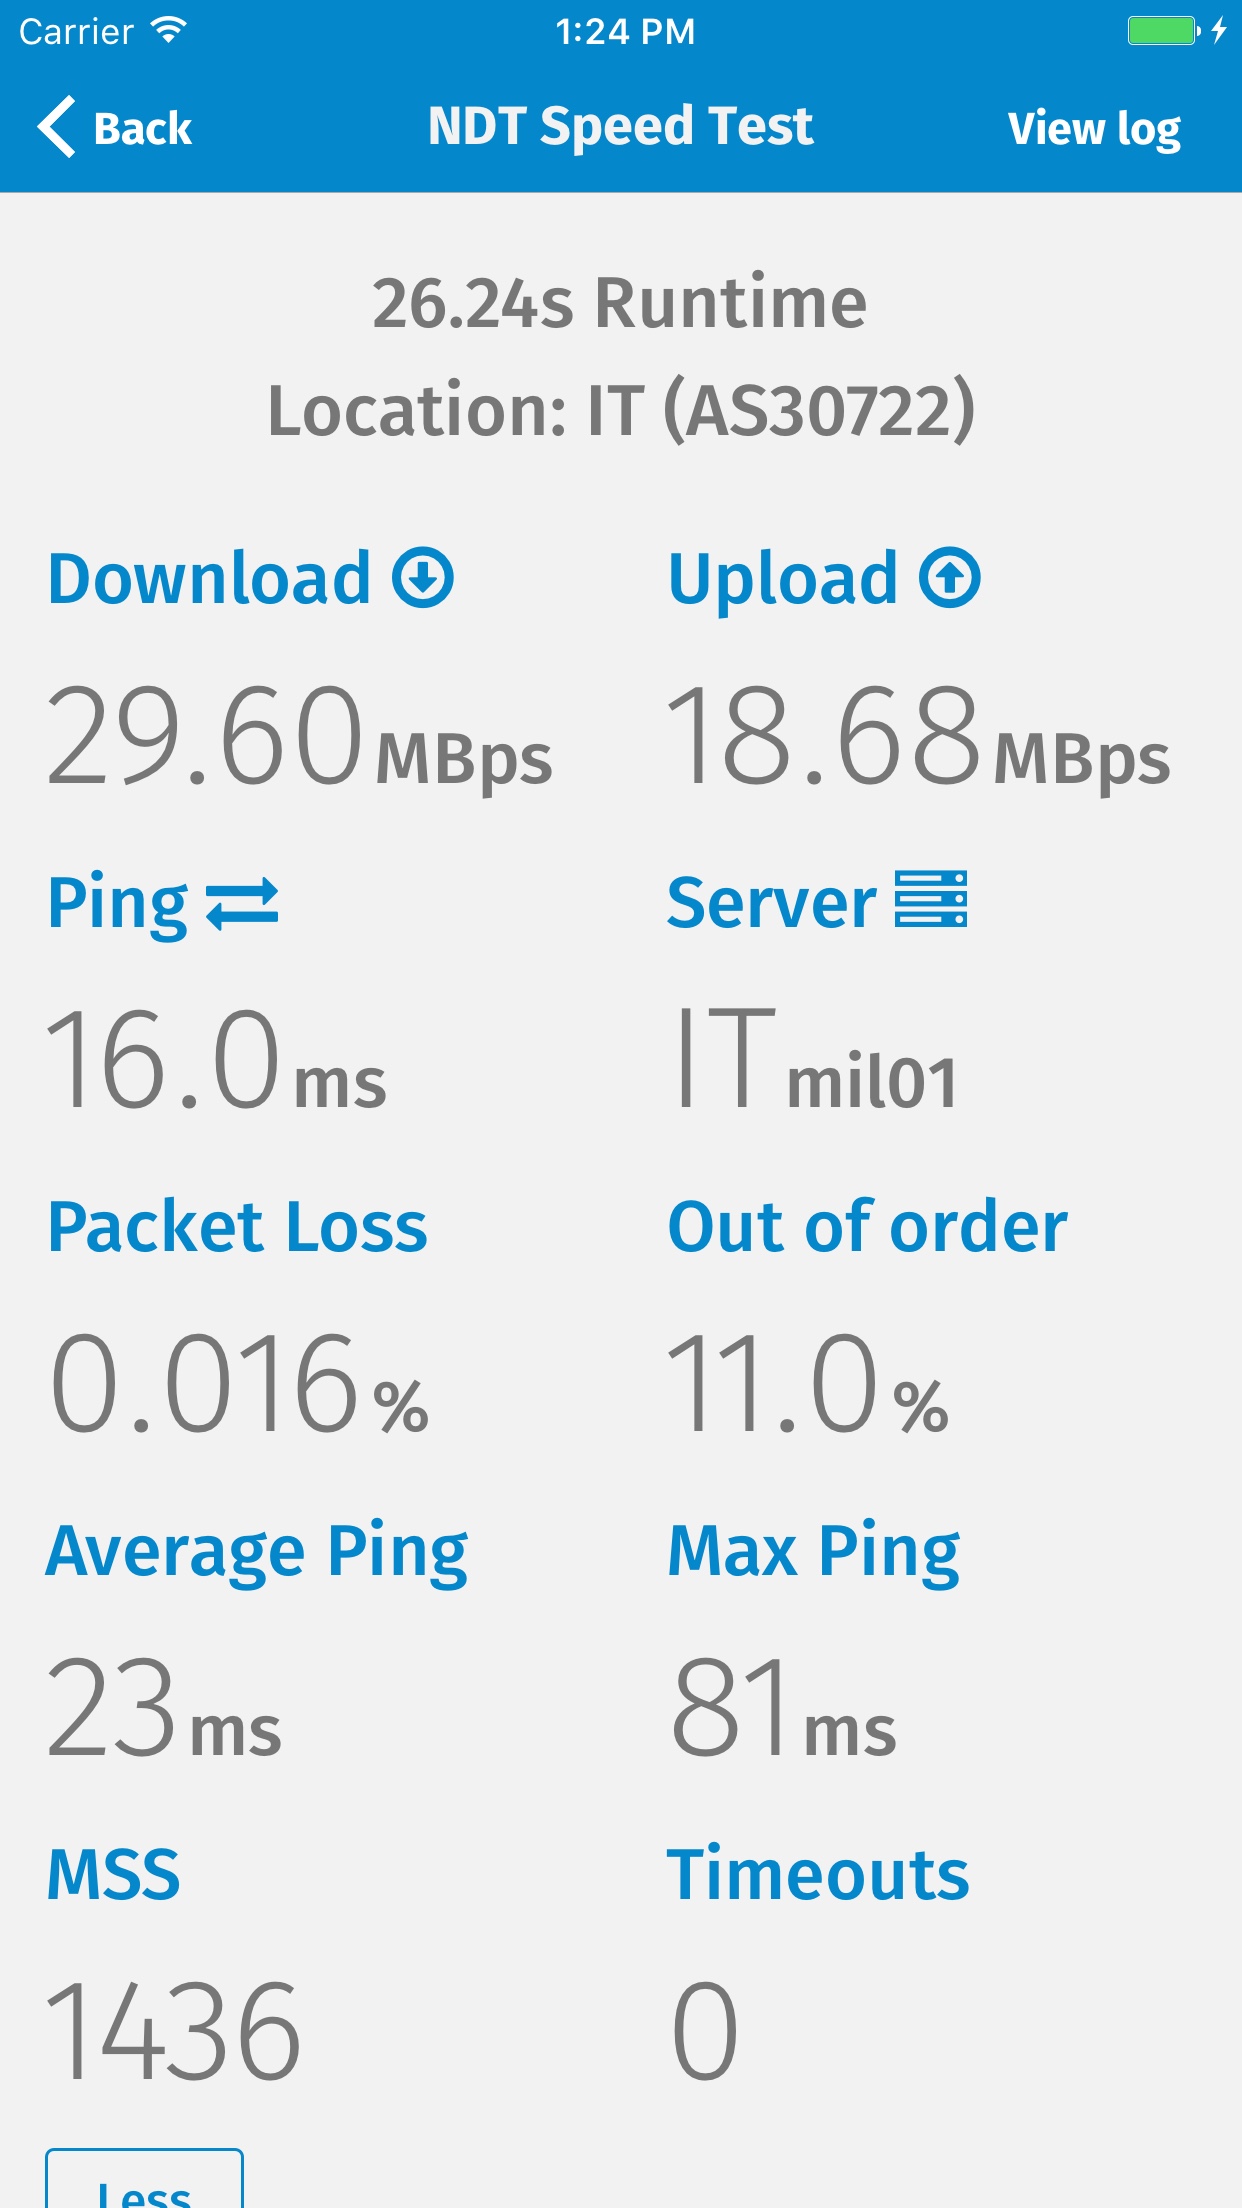 Carrier 1:24 PM
Back NDT Speed Test View log
26.24s Runtime
Location: IT (AS30722)
Download Upload
29.60 MBps 18.68 MBps
Ping Server
16.0 ms IT mil01
Packet Loss Out of order
0.016 % 11.0 %
Average Ping Max Ping
23 ms 81 ms
MSS Timeouts
1436 0
Less